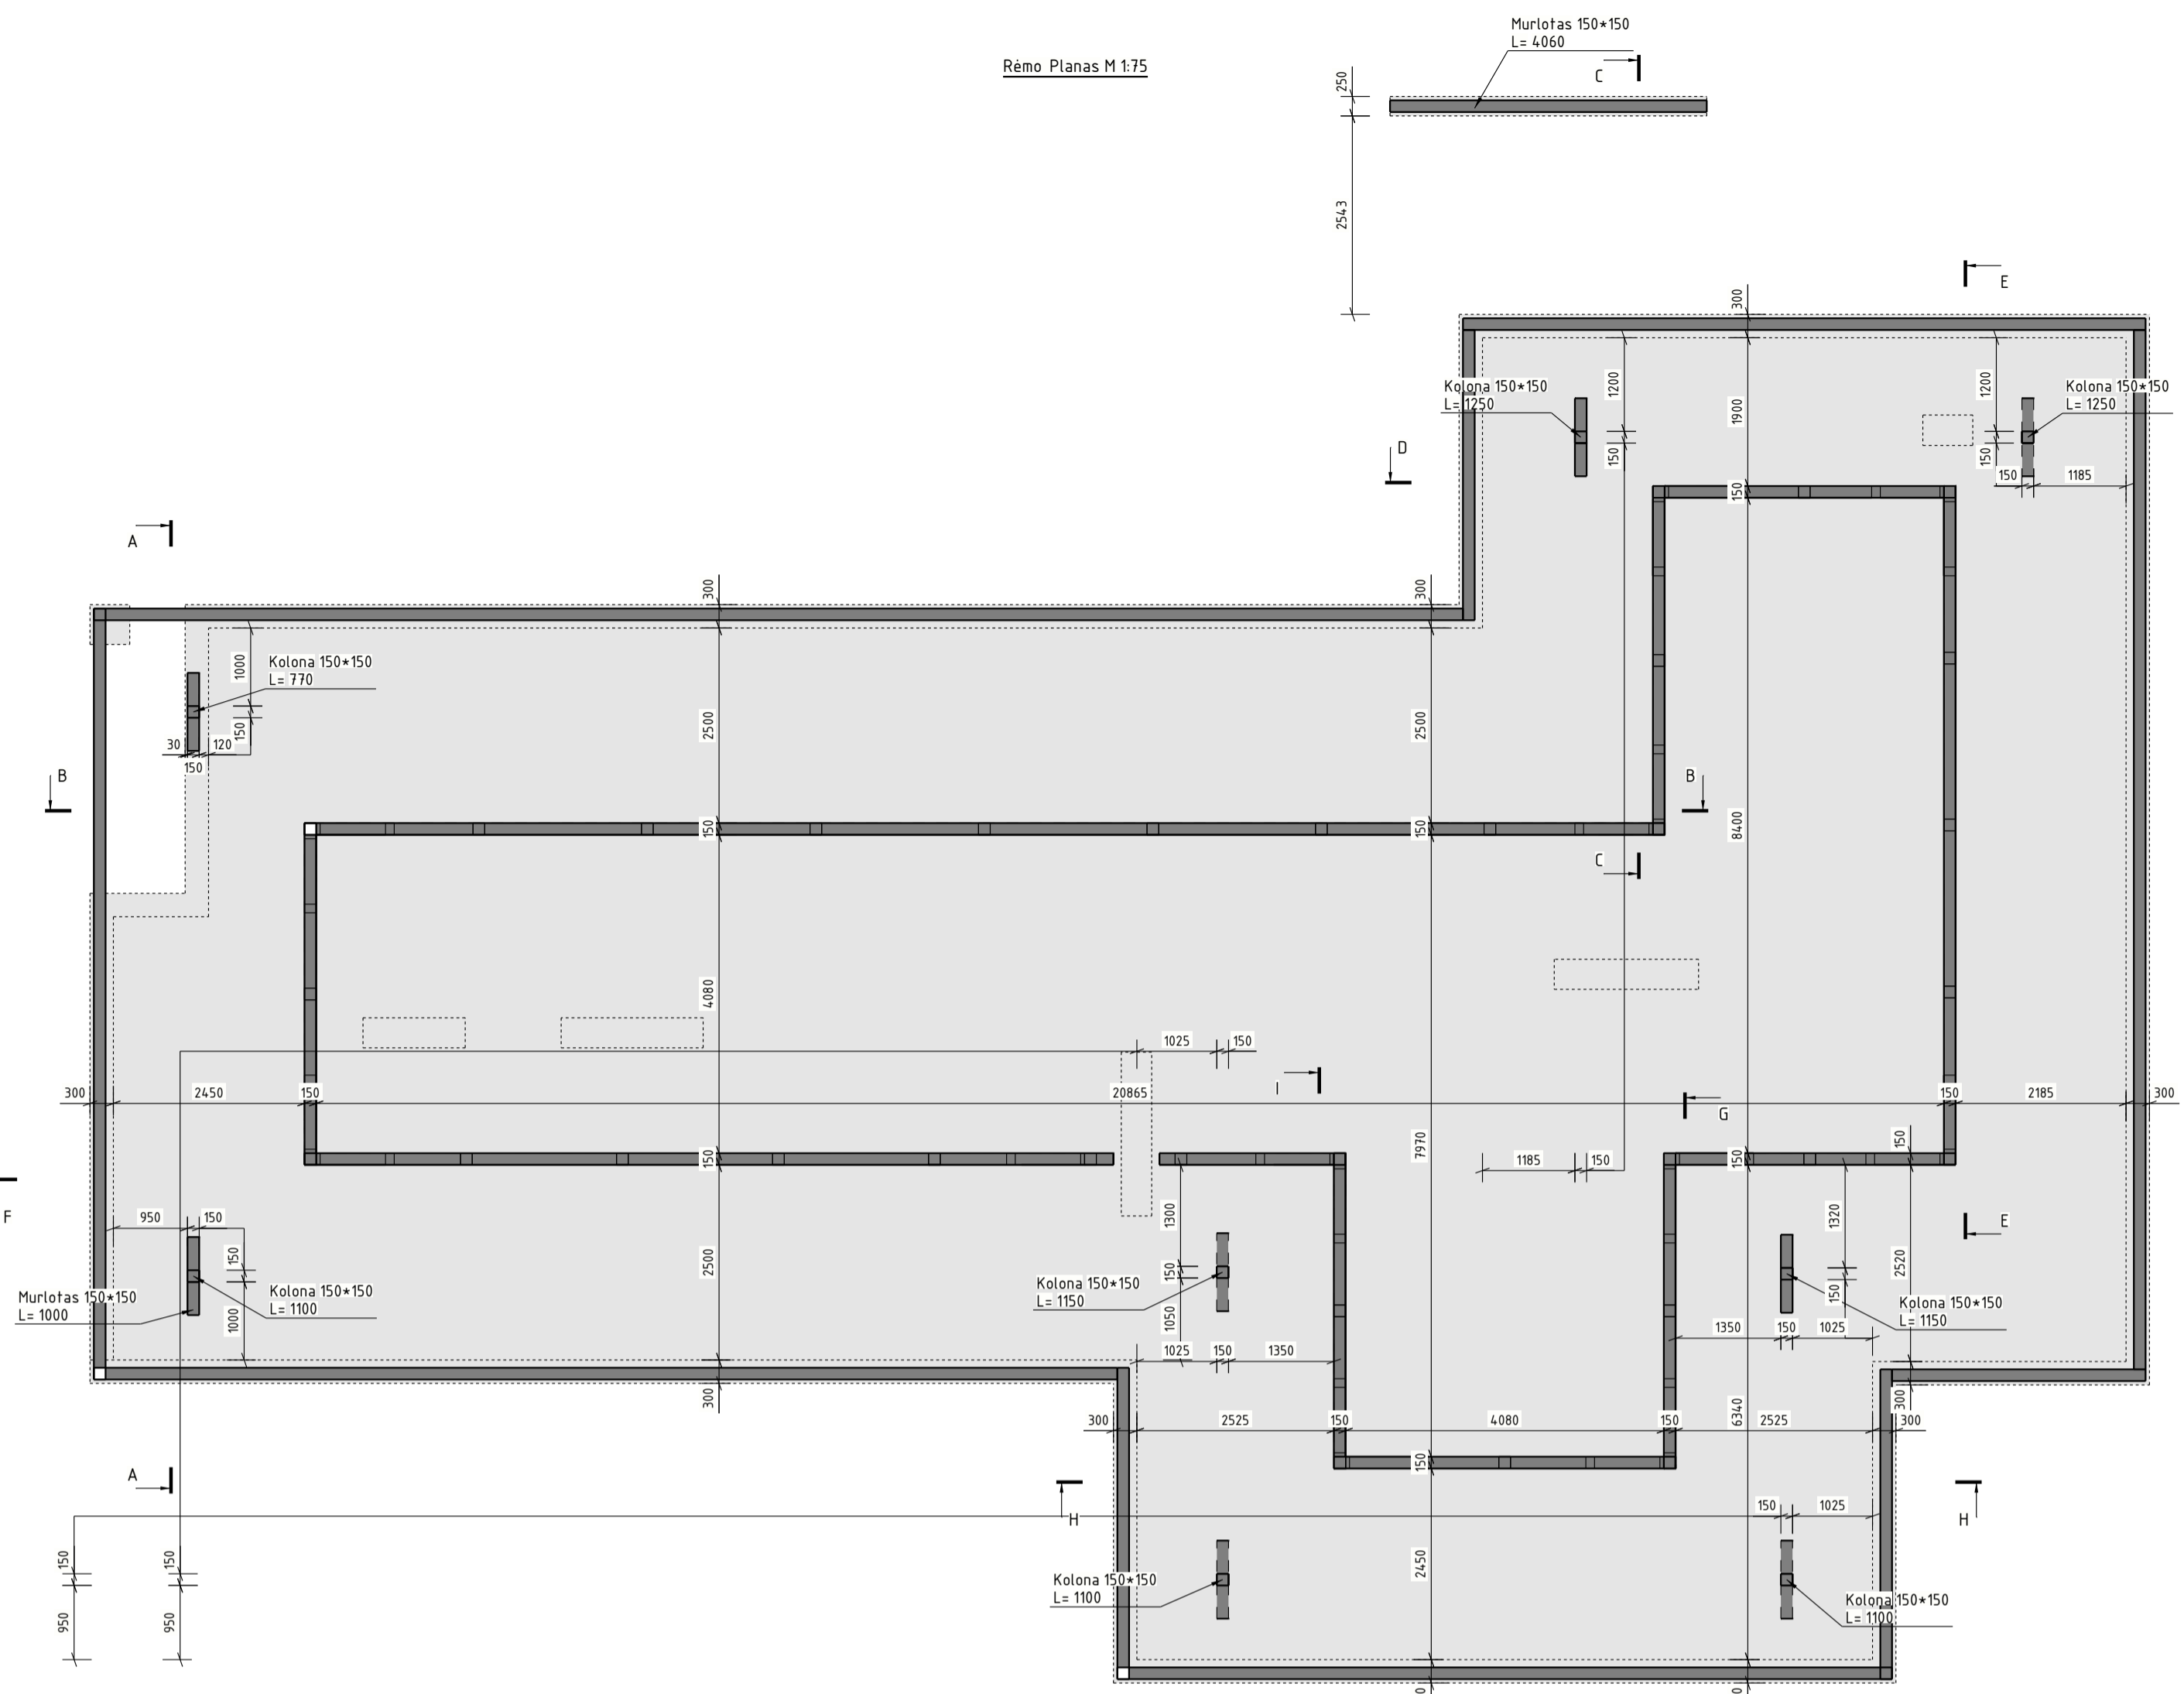 Murlotas 150*150
L= 4060
Rėmo Planas M 1:75
C
250
2543
E
300
Kolona 150*150
L= 1250
1200
1900
1200
Kolona 150*150
L= 1250
D
150
150
150 1185
150
A
300
300
1000
Kolona 150*150
L= 770
150
30 120
150
2500
2500
B
B
150
150
8400
C
4080
1025 150
I
300 2450 150 20865 150 2185 300
G
150
7970
150
150
1185 150
F
950 150
1300
1320
E
150
2500
150
2520
Murlotas 150*150
L= 1000
Kolona 150*150
L= 1100
1000
Kolona 150*150
L= 1150
1050
150
Kolona 150*150
L= 1150
1350 150 1025
1025 150 1350
300
300
300 2525 150 4080 150 2525 300
6340
150
A
H
H
150 1025
150
150
2450
Kolona 150*150
L= 1100
Kolona 150*150
L= 1100
950
950
0
0